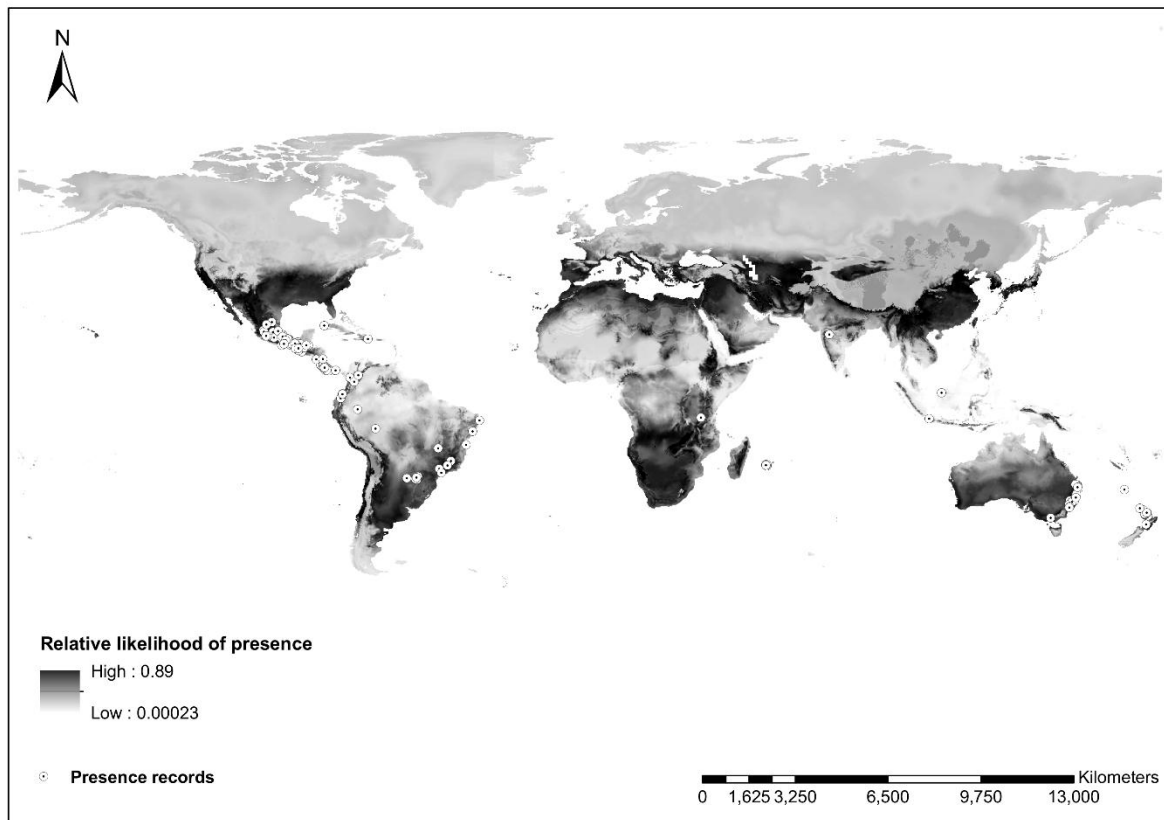 N
Relative likelihood of presence
High : 0.89
Low : 0.00023
Presence records
Kilometers
0 1,625 3,250 6,500 9,750 13,000